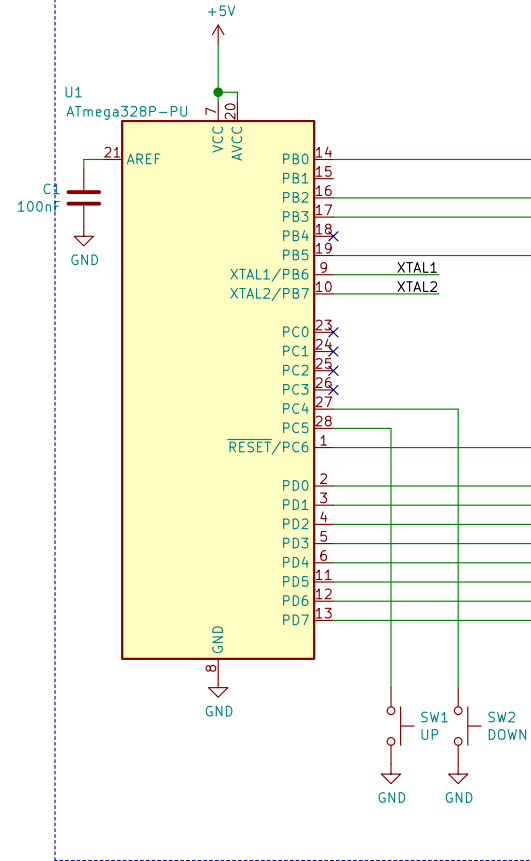 +5V
U1
ATmega328P-PU
7
20
VCC
AVCC
21
AREF
C1
100nF
GND
PB0
14
PB1
15
PB2
16
PB3
17
PB4
18
PB5
19
XTAL1/PB6
9
XTAL1
XTAL2/PB7
10
XTAL2
PC0
23
PC1
24
PC2
25
PC3
26
PC4
27
PC5
28
RESET/PC6
1
PD0
2
PD1
3
PD2
4
PD3
5
PD4
6
PD5
11
PD6
12
PD7
13
GND
8
GND
SW1
UP
SW2
DOWN
GND
GND